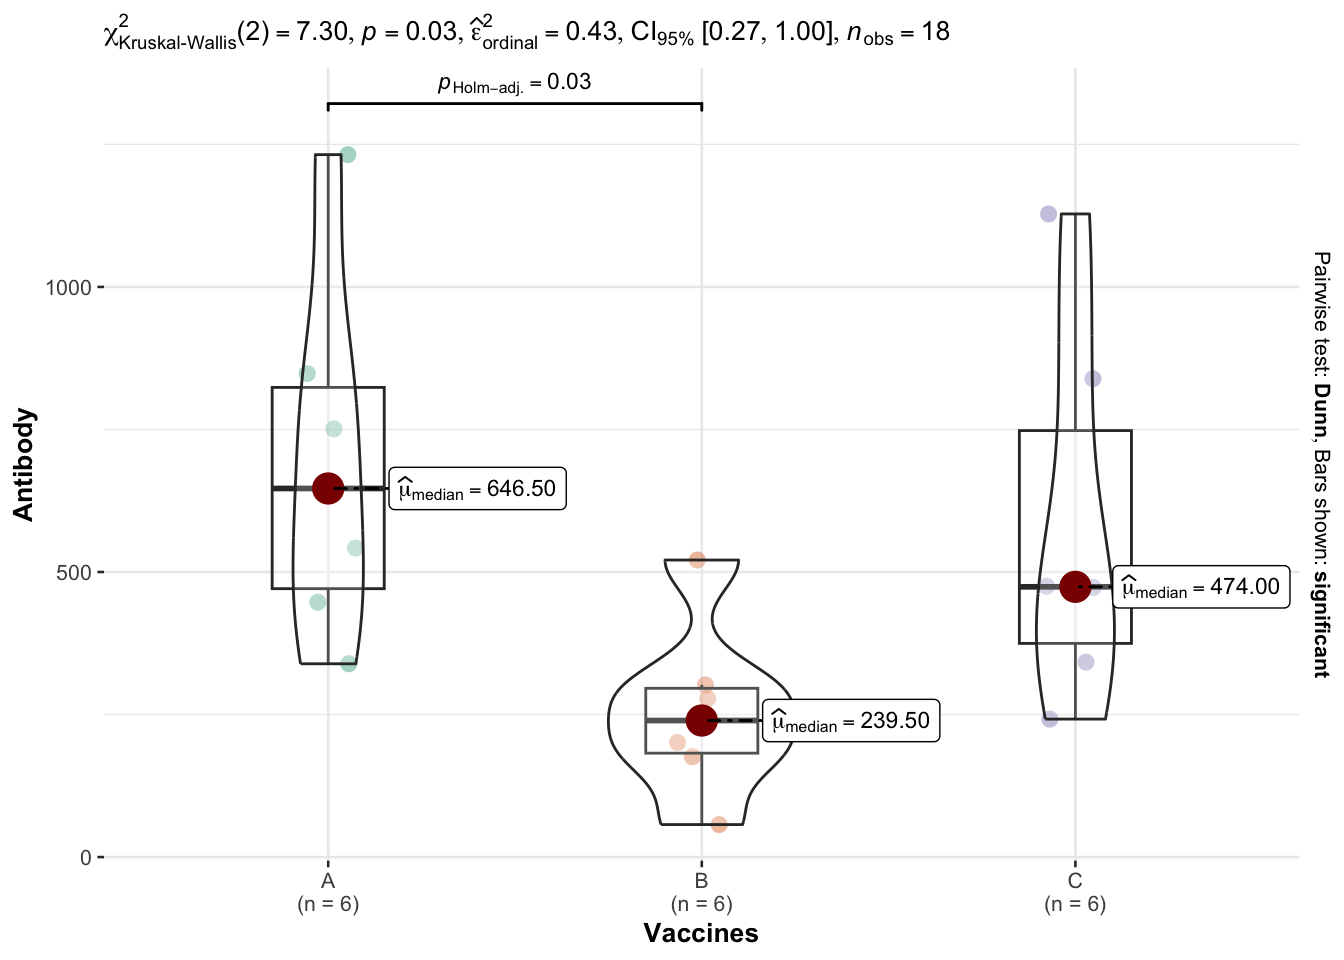 χ²Kruskal-Wallis(2) = 7.30, p = 0.03, ε̂²ordinal = 0.43, CI95% [0.27, 1.00], nobs = 18
pHolm−adj. = 0.03
1000
500
0
Antibody
μ̂median = 646.50
μ̂median = 239.50
μ̂median = 474.00
Pairwise test: Dunn, Bars shown: significant
A
(n = 6)
B
(n = 6)
C
(n = 6)
Vaccines